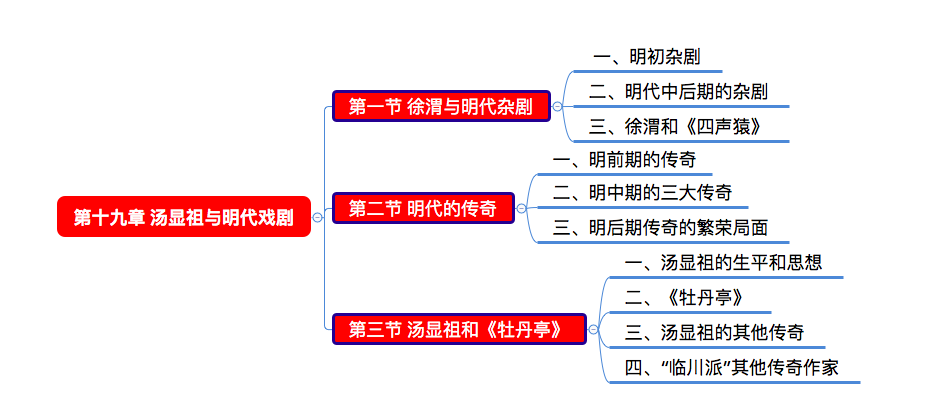 第十九章 汤显祖与明代戏剧
第一节 徐渭与明代杂剧
一、明初杂剧
二、明代中后期的杂剧
三、徐渭和《四声猿》
第二节 明代的传奇
一、明前期的传奇
二、明中期的三大传奇
三、明后期传奇的繁荣局面
第三节 汤显祖和《牡丹亭》
一、汤显祖的生平和思想
二、《牡丹亭》
三、汤显祖的其他传奇
四、“临川派”其他传奇作家